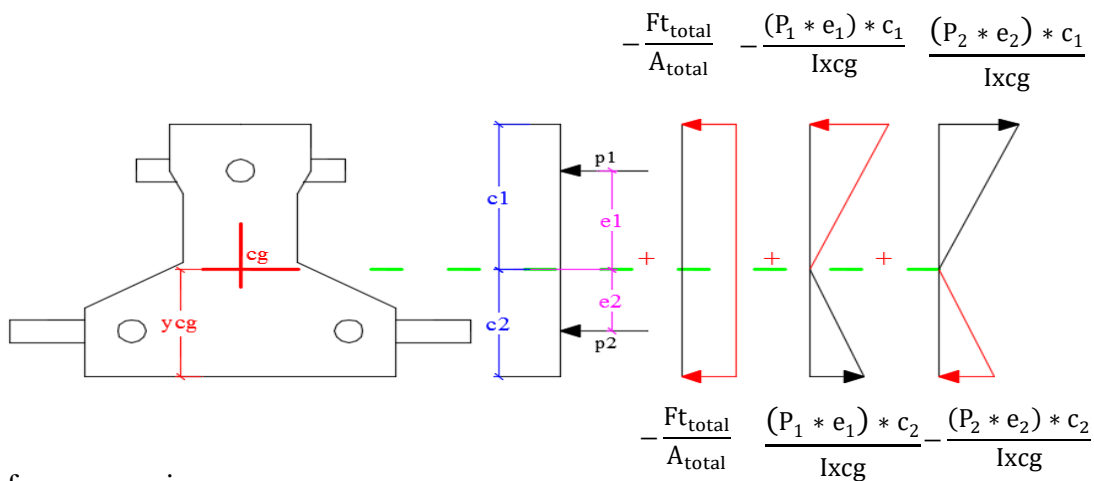 − Ft_total / A_total − (P₁ * e₁) * c₁ / Ixcg (P₂ * e₂) * c₁ / Ixcg
p1
c1
e1
cg
+ + +
e2
ycg
c2
p2
− Ft_total / A_total (P₁ * e₁) * c₂ / Ixcg − (P₂ * e₂) * c₂ / Ixcg